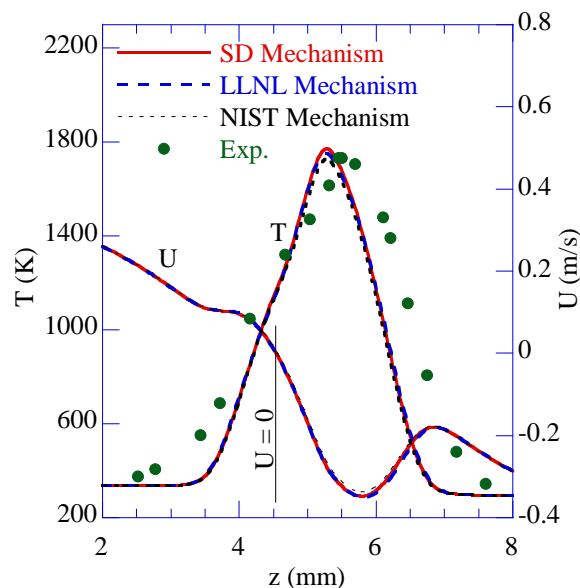 2200
1800
1400
1000
600
200
T (K)
SD Mechanism
LLNL Mechanism
NIST Mechanism
Exp.
T
U
U = 0
0.8
0.6
0.4
0.2
0
-0.2
-0.4
U (m/s)
2
4
6
8
z (mm)